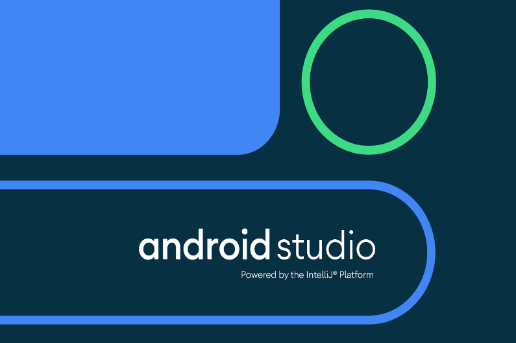 android studio
Powered by the IntelliJ® Platform